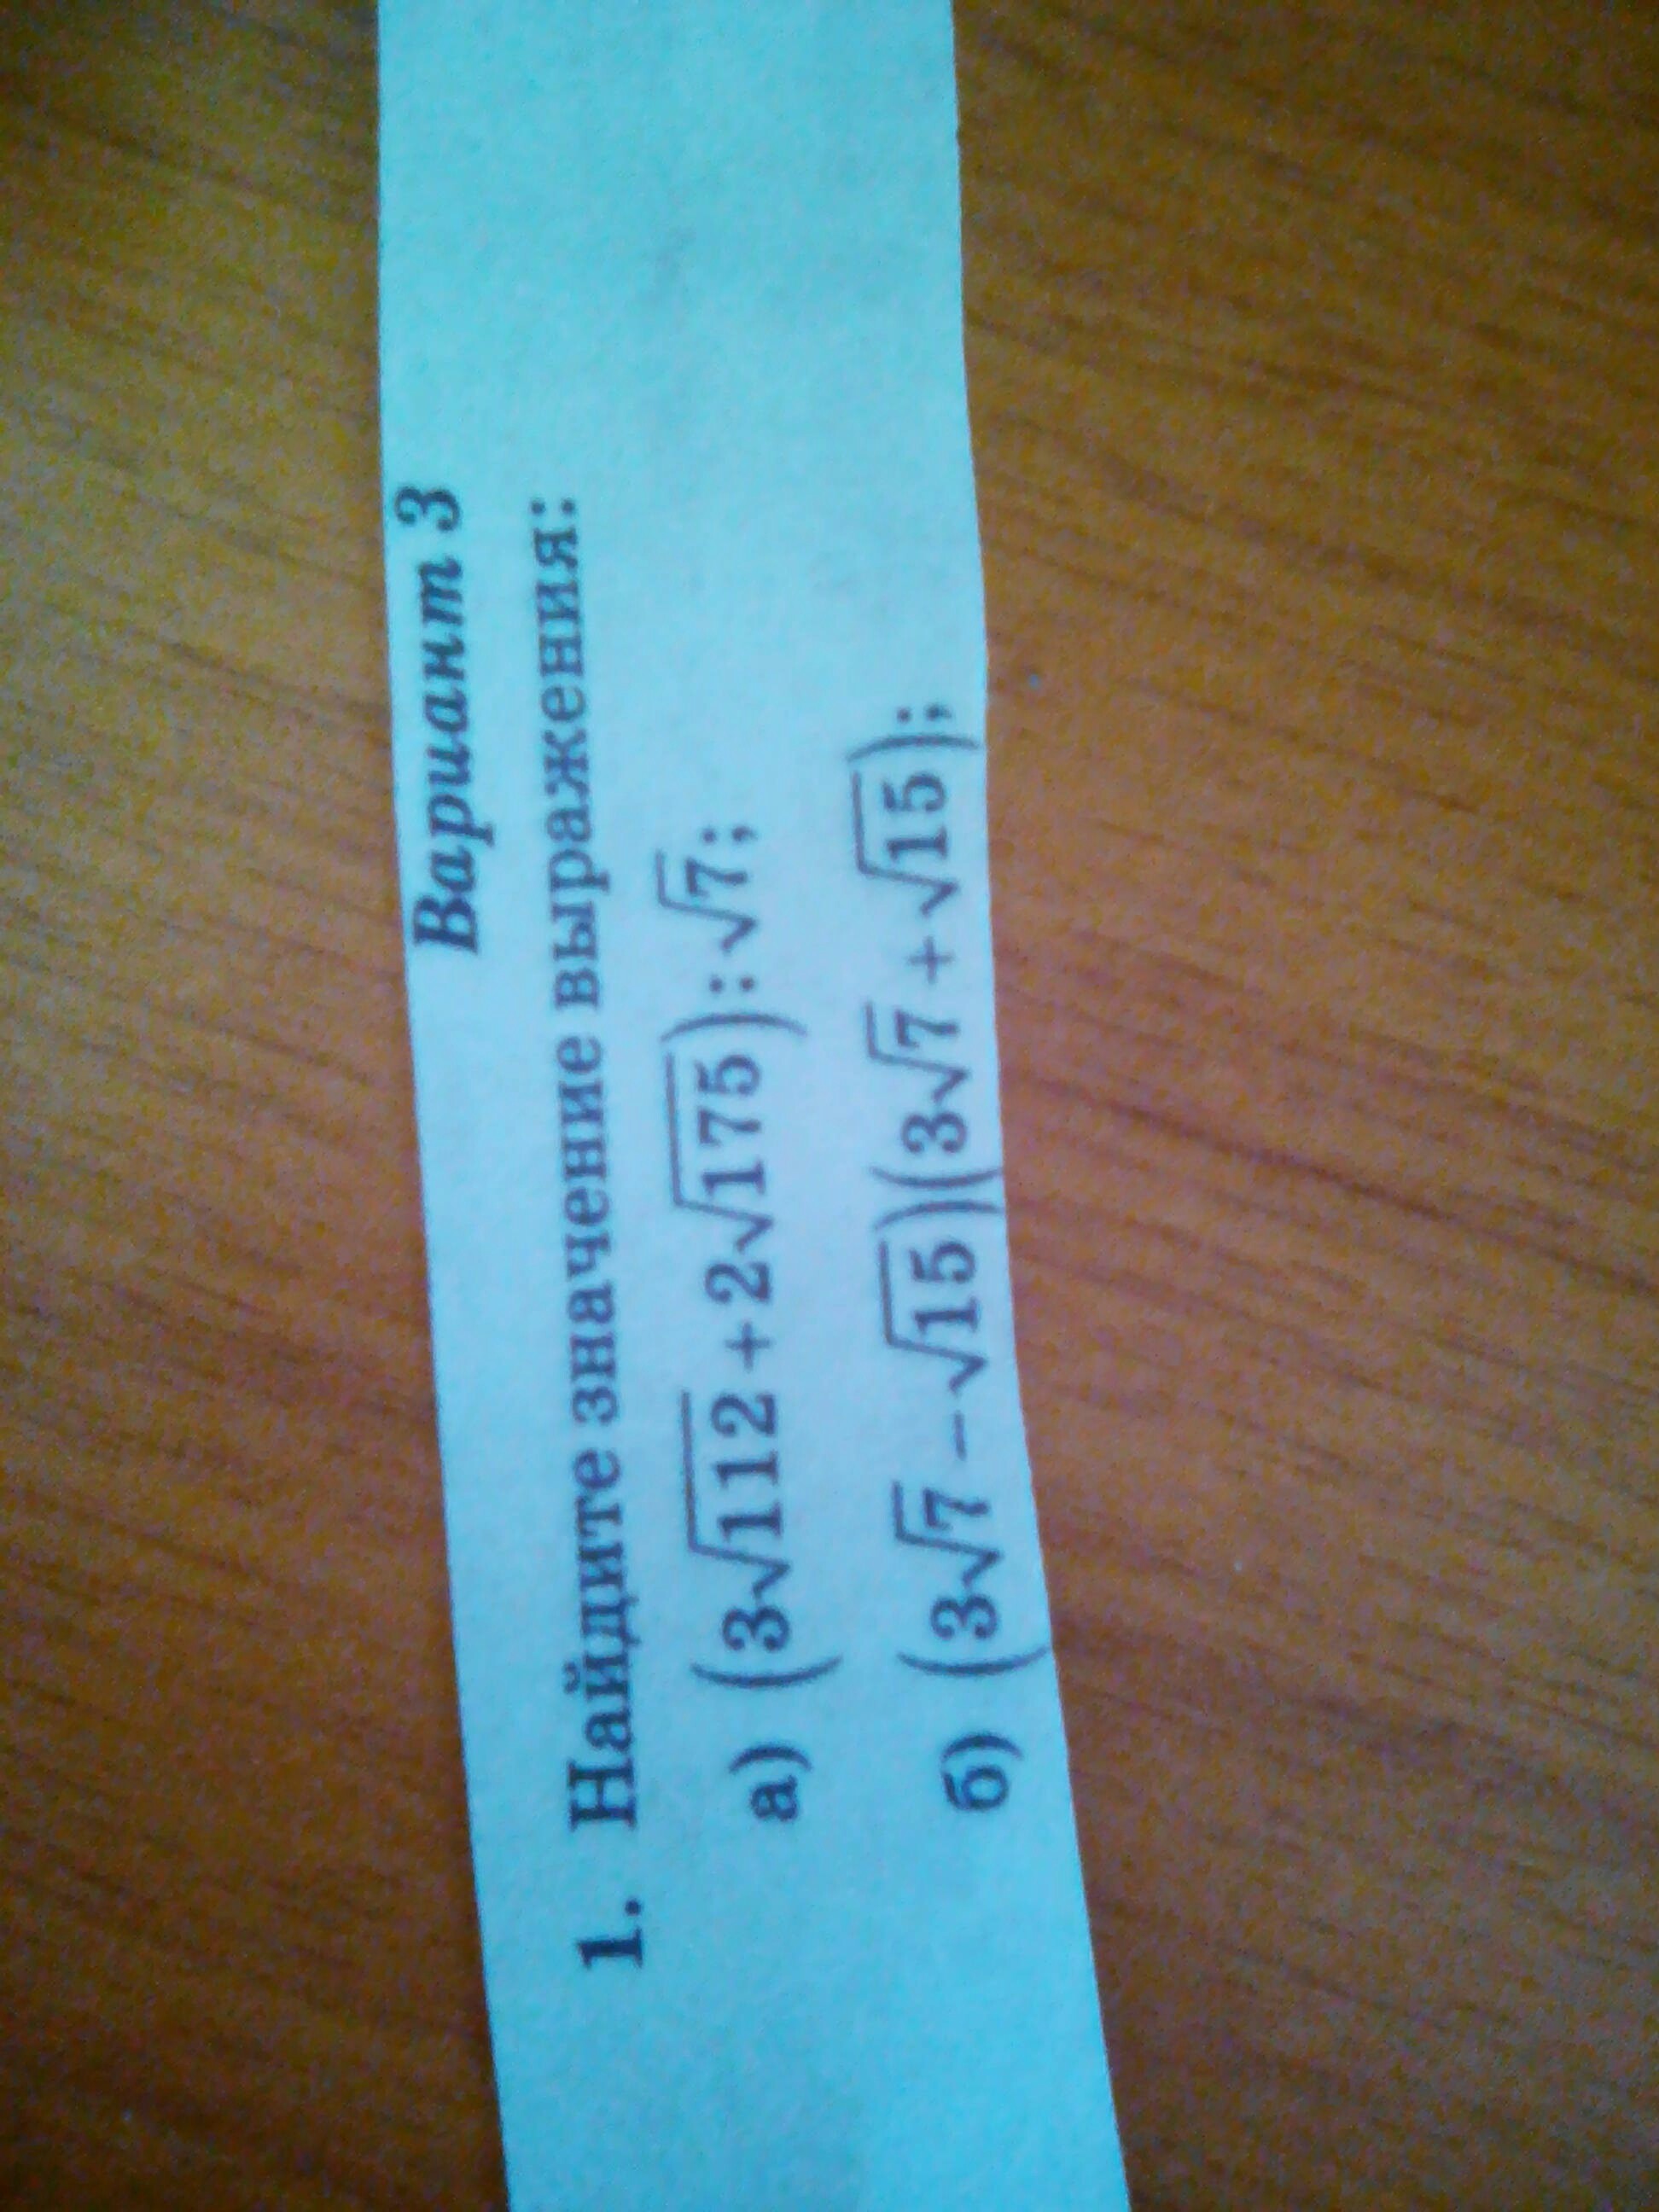 Вариант 3
1. Найдите значение выражения:
а) (3√112 + 2√175) : √7;
б) (3√7 − √15)(3√7 + √15);